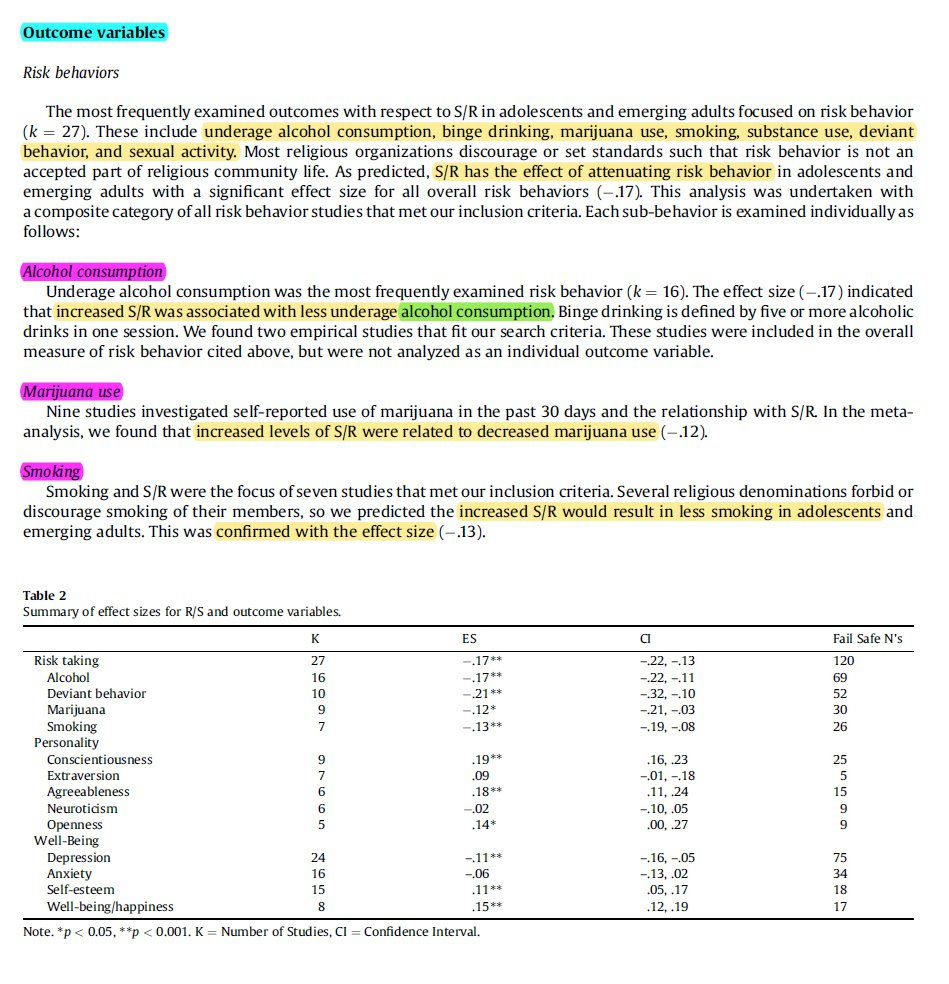 Outcome variables
Risk behaviors
The most frequently examined outcomes with respect to S/R in adolescents and emerging adults focused on risk behavior
(k = 27). These include underage alcohol consumption, binge drinking, marijuana use, smoking, substance use, deviant
behavior, and sexual activity. Most religious organizations discourage or set standards such that risk behavior is not an
accepted part of religious community life. As predicted, S/R has the effect of attenuating risk behavior in adolescents and
emerging adults with a significant effect size for all overall risk behaviors (−.17). This analysis was undertaken with
a composite category of all risk behavior studies that met our inclusion criteria. Each sub-behavior is examined individually as
follows:
Alcohol consumption
Underage alcohol consumption was the most frequently examined risk behavior (k = 16). The effect size (−.17) indicated
that increased S/R was associated with less underage alcohol consumption. Binge drinking is defined by five or more alcoholic
drinks in one session. We found two empirical studies that fit our search criteria. These studies were included in the overall
measure of risk behavior cited above, but were not analyzed as an individual outcome variable.
Marijuana use
Nine studies investigated self-reported use of marijuana in the past 30 days and the relationship with S/R. In the meta-
analysis, we found that increased levels of S/R were related to decreased marijuana use (−.12).
Smoking
Smoking and S/R were the focus of seven studies that met our inclusion criteria. Several religious denominations forbid or
discourage smoking of their members, so we predicted the increased S/R would result in less smoking in adolescents and
emerging adults. This was confirmed with the effect size (−.13).
Table 2
Summary of effect sizes for R/S and outcome variables.
K ES CI Fail Safe N's
Risk taking 27 −.17** −.22, −.13 120
Alcohol 16 −.17** −.22, −.11 69
Deviant behavior 10 −.21** −.32, −.10 52
Marijuana 9 −.12* −.21, −.03 30
Smoking 7 −.13** −.19, −.08 26
Personality
Conscientiousness 9 .19** .16, .23 25
Extraversion 7 .09 −.01, −.18 5
Agreeableness 6 .18** .11, .24 15
Neuroticism 6 −.02 −.10, .05 9
Openness 5 .14* .00, .27 9
Well-Being
Depression 24 −.11** −.16, −.05 75
Anxiety 16 −.06 −.13, .02 34
Self-esteem 15 .11** .05, .17 18
Well-being/happiness 8 .15** .12, .19 17
Note. *p < 0.05, **p < 0.001. K = Number of Studies, CI = Confidence Interval.